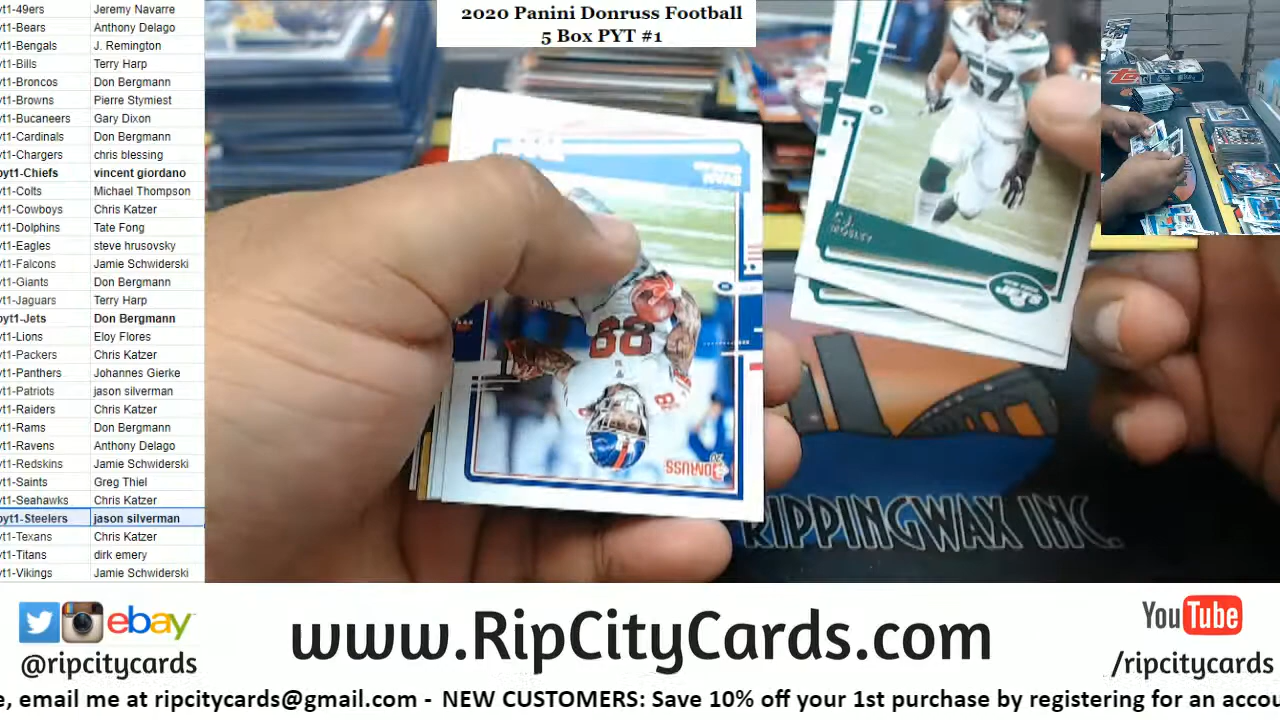 2020 Panini Donruss Football
5 Box PYT #1
yt1-49ers Jeremy Navarre
yt1-Bears Anthony Delago
yt1-Bengals J. Remington
yt1-Bills Terry Harp
yt1-Broncos Don Bergmann
yt1-Browns Pierre Stymiest
yt1-Bucaneers Gary Dixon
yt1-Cardinals Don Bergmann
yt1-Chargers chris blessing
pyt1-Chiefs vincent giordano
yt1-Colts Michael Thompson
yt1-Cowboys Chris Katzer
yt1-Dolphins Tate Fong
yt1-Eagles steve hrusovsky
yt1-Falcons Jamie Schwiderski
yt1-Giants Don Bergmann
yt1-Jaguars Terry Harp
pyt1-Jets Don Bergmann
yt1-Lions Eloy Flores
yt1-Packers Chris Katzer
yt1-Panthers Johannes Gierke
yt1-Patriots jason silverman
yt1-Raiders Chris Katzer
yt1-Rams Don Bergmann
yt1-Ravens Anthony Delago
yt1-Redskins Jamie Schwiderski
yt1-Saints Greg Thiel
yt1-Seahawks Chris Katzer
pyt1-Steelers jason silverman
yt1-Texans Chris Katzer
yt1-Titans dirk emery
yt1-Vikings Jamie Schwiderski
57
C.J.
MOSLEY
EVAN
88
DONRUSS
RIPPINGWAX INC.
ebay
@ripcitycards
www.RipCityCards.com
YouTube
/ripcitycards
e, email me at ripcitycards@gmail.com - NEW CUSTOMERS: Save 10% off your 1st purchase by registering for an accou